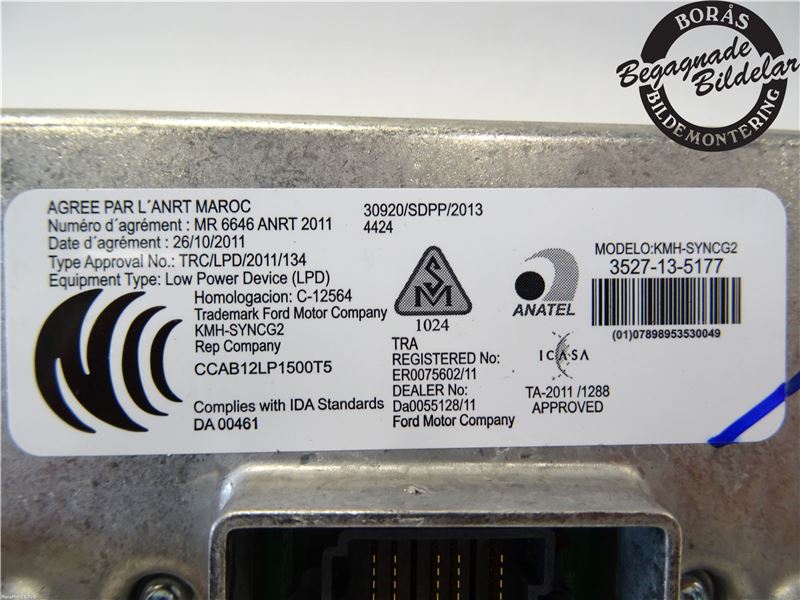 BORÅS
Begagnade
Bildelar
BILDEMONTERING
AGREE PAR L´ANRT MAROC
Numéro d´agrément : MR 6646 ANRT 2011
Date d´agrément : 26/10/2011
Type Approval No.: TRC/LPD/2011/134
Equipment Type: Low Power Device (LPD)
Homologacion: C-12564
Trademark Ford Motor Company
KMH-SYNCG2
Rep Company
CCAB12LP1500T5
Complies with IDA Standards
DA 00461
30920/SDPP/2013
4424
SM
1024
TRA
REGISTERED No:
ER0075602/11
DEALER No:
Da0055128/11
Ford Motor Company
ANATEL
ICASA
TA-2011 /1288
APPROVED
MODELO:KMH-SYNCG2
3527-13-5177
(01)07898953530049